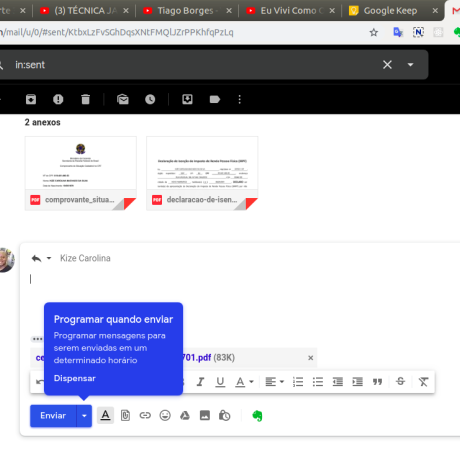 (3) TÉCNICA JA
Tiago Borges -
Eu Vivi Como
Google Keep
/mail/u/0/#sent/KtbxLzFvSGhDqsXNtFMQlJZrPPKhfqPzLq
in:sent
2 anexos
comprovante_situa...
declaracao-de-isen...
Kize Carolina
Programar quando enviar
Programar mensagens para
serem enviadas em um
determinado horário
701.pdf (83K)
Dispensar
Enviar